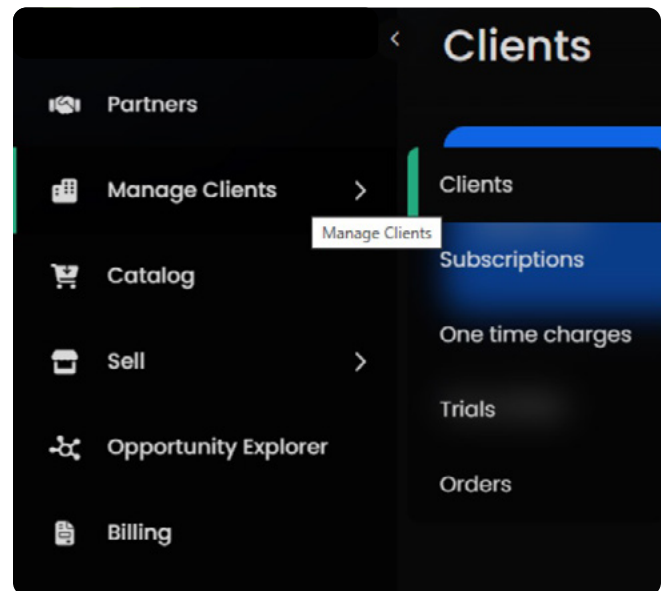 Partners
Manage Clients
Manage Clients
Catalog
Sell
Opportunity Explorer
Billing
Clients
Clients
Subscriptions
One time charges
Trials
Orders